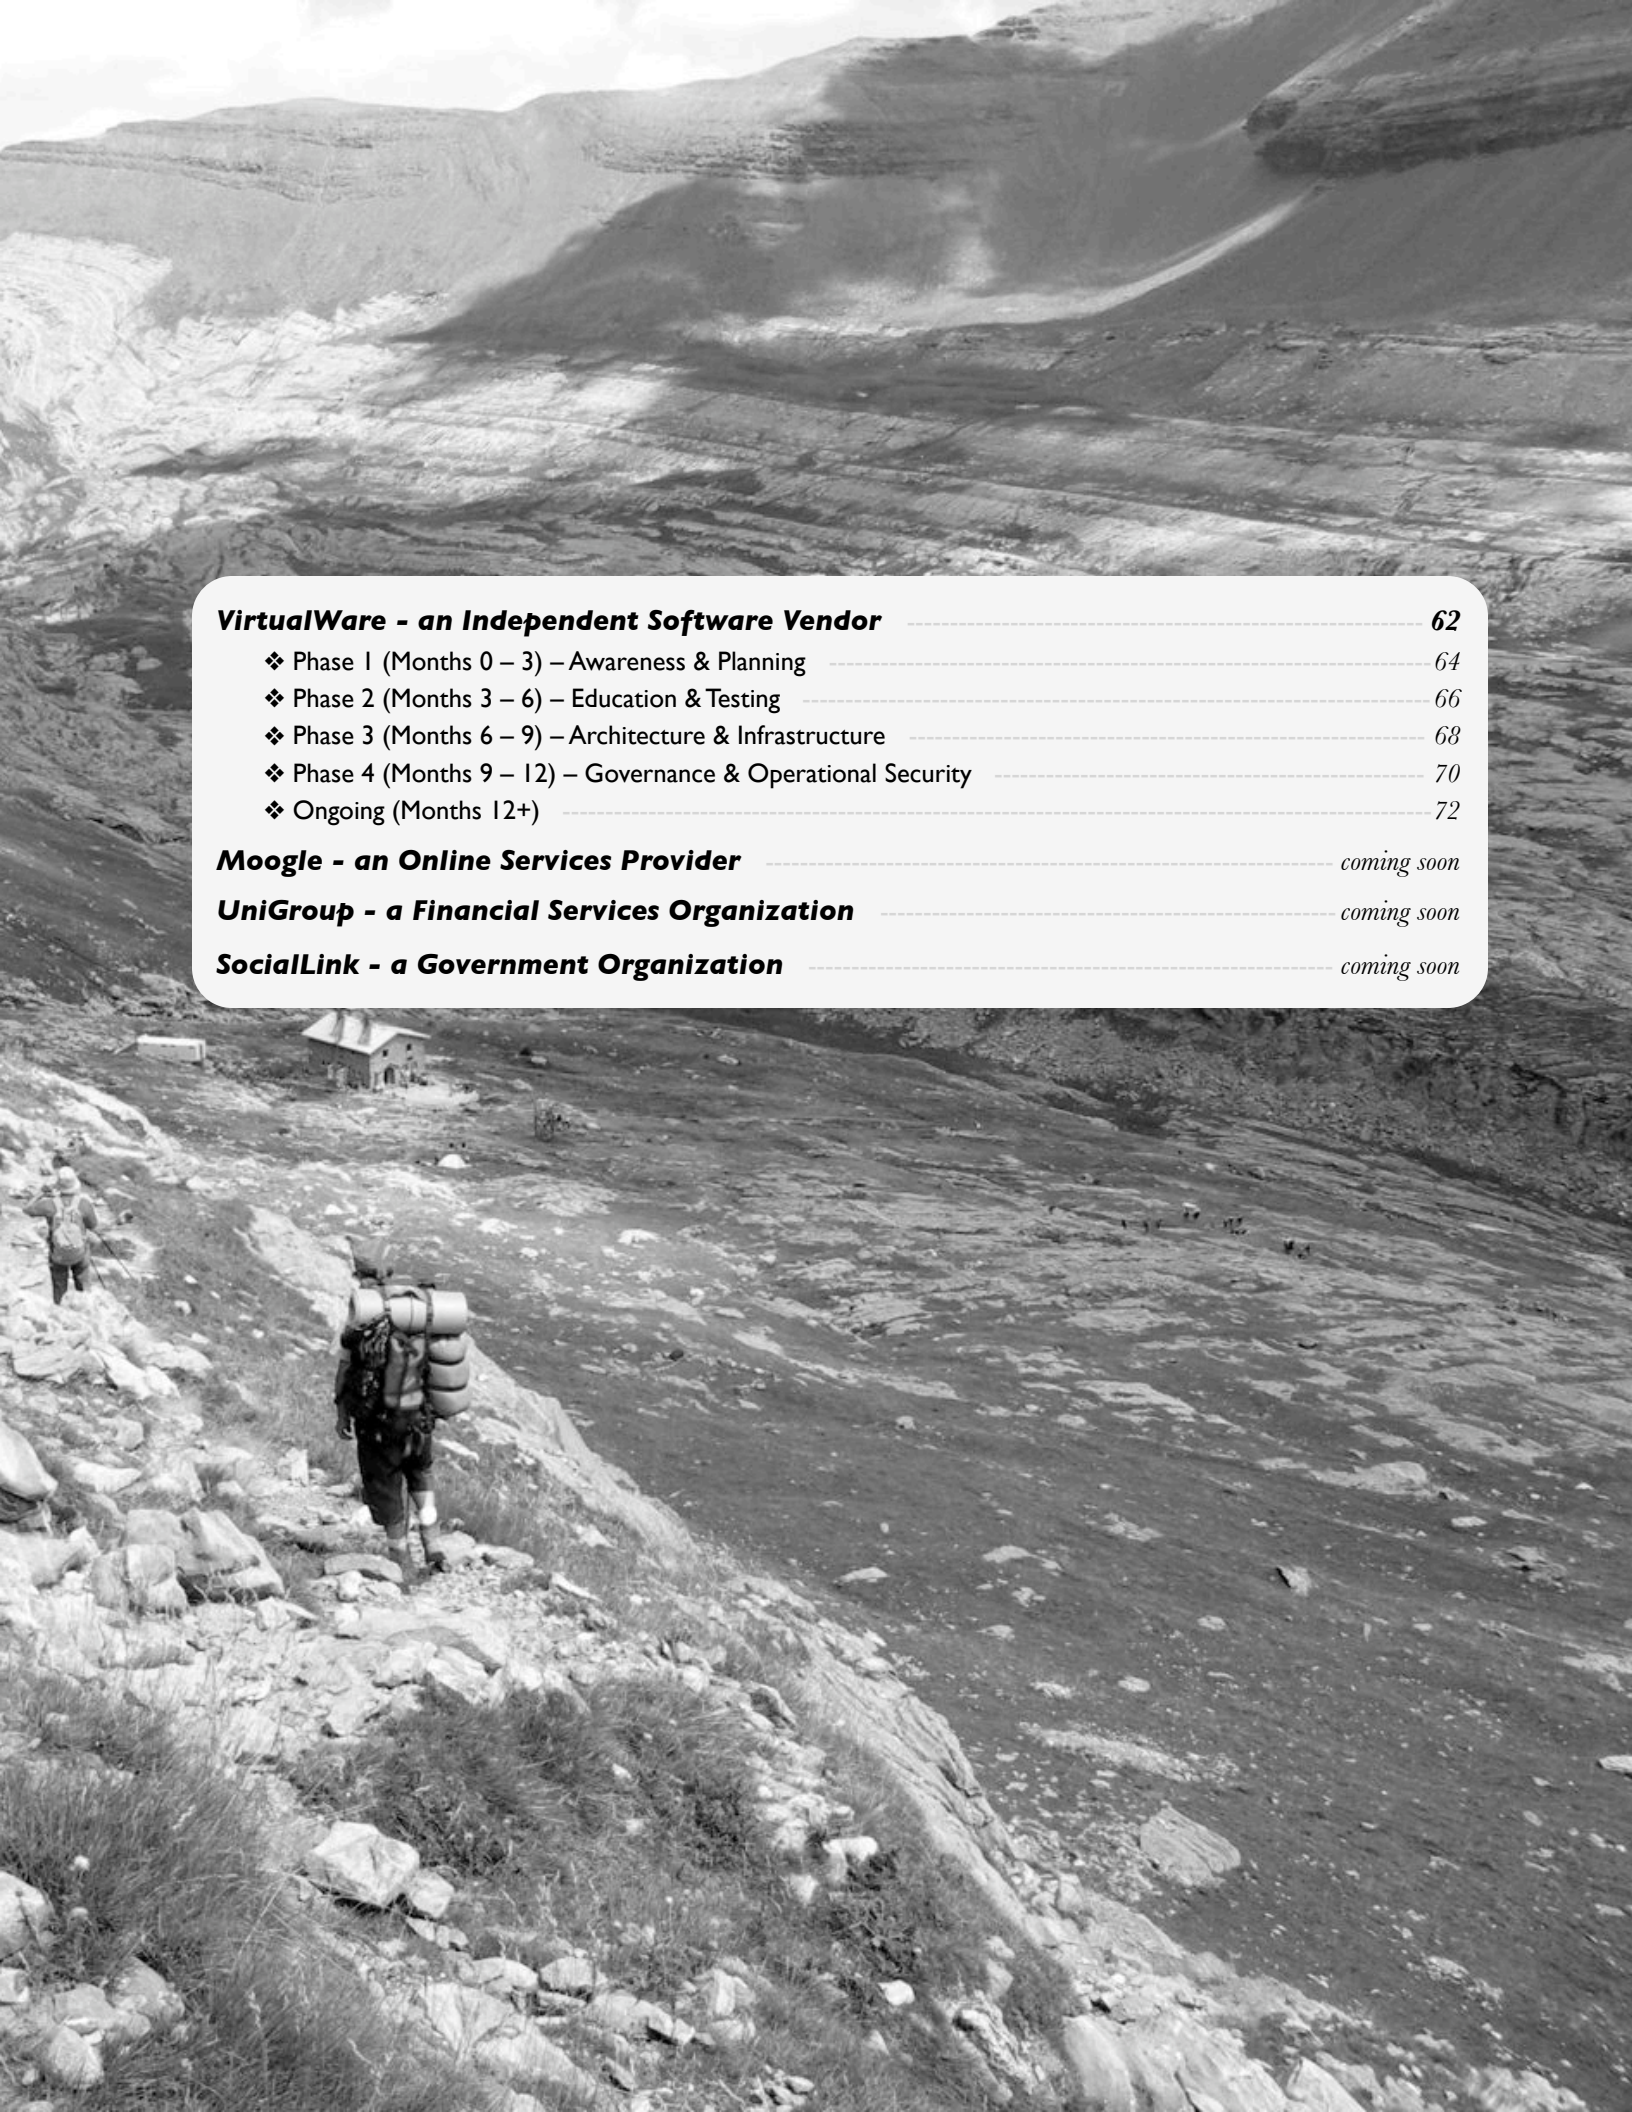 VirtualWare - an Independent Software Vendor 62
❖ Phase 1 (Months 0 – 3) – Awareness & Planning 64
❖ Phase 2 (Months 3 – 6) – Education & Testing 66
❖ Phase 3 (Months 6 – 9) – Architecture & Infrastructure 68
❖ Phase 4 (Months 9 – 12) – Governance & Operational Security 70
❖ Ongoing (Months 12+) 72
Moogle - an Online Services Provider coming soon
UniGroup - a Financial Services Organization coming soon
SocialLink - a Government Organization coming soon